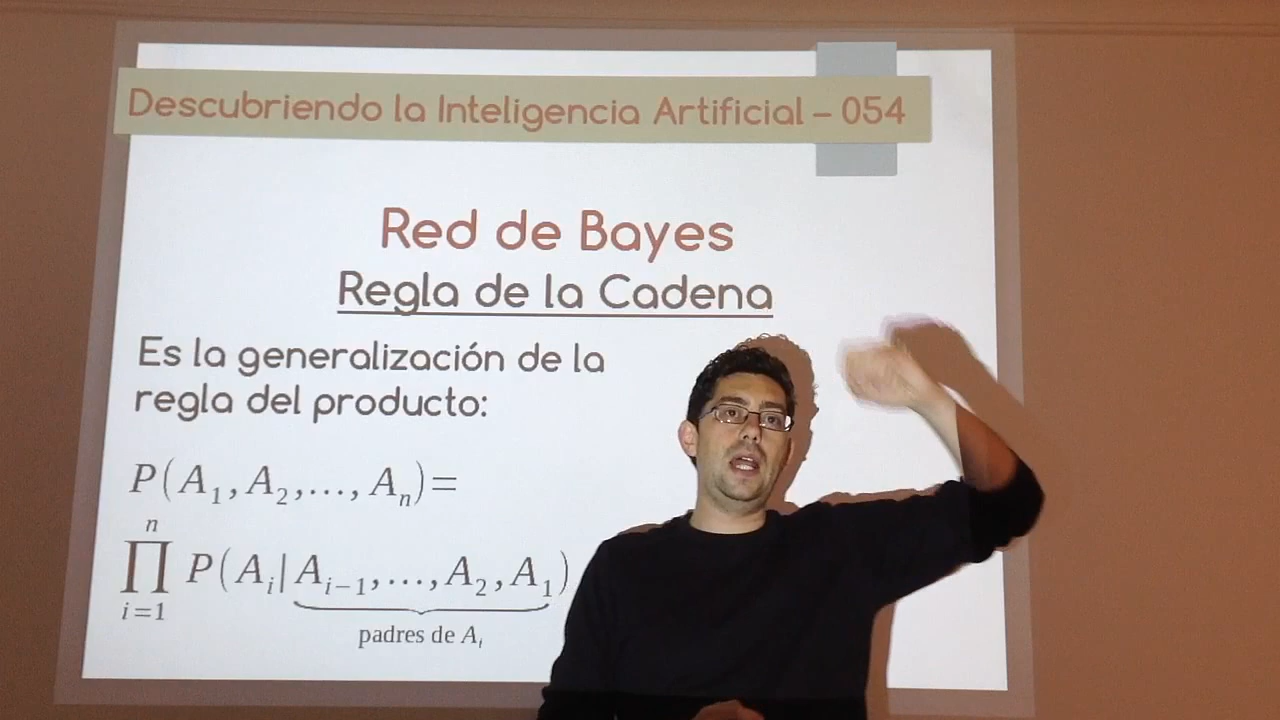 Descubriendo la Inteligencia Artificial – 054
Red de Bayes
Regla de la Cadena
Es la generalización de la
regla del producto:
P(A₁, A₂, ..., Aₙ)=
∏ⁿᵢ₌₁ P(Aᵢ|Aᵢ₋₁, ..., A₂, A₁)
padres de Aᵢ